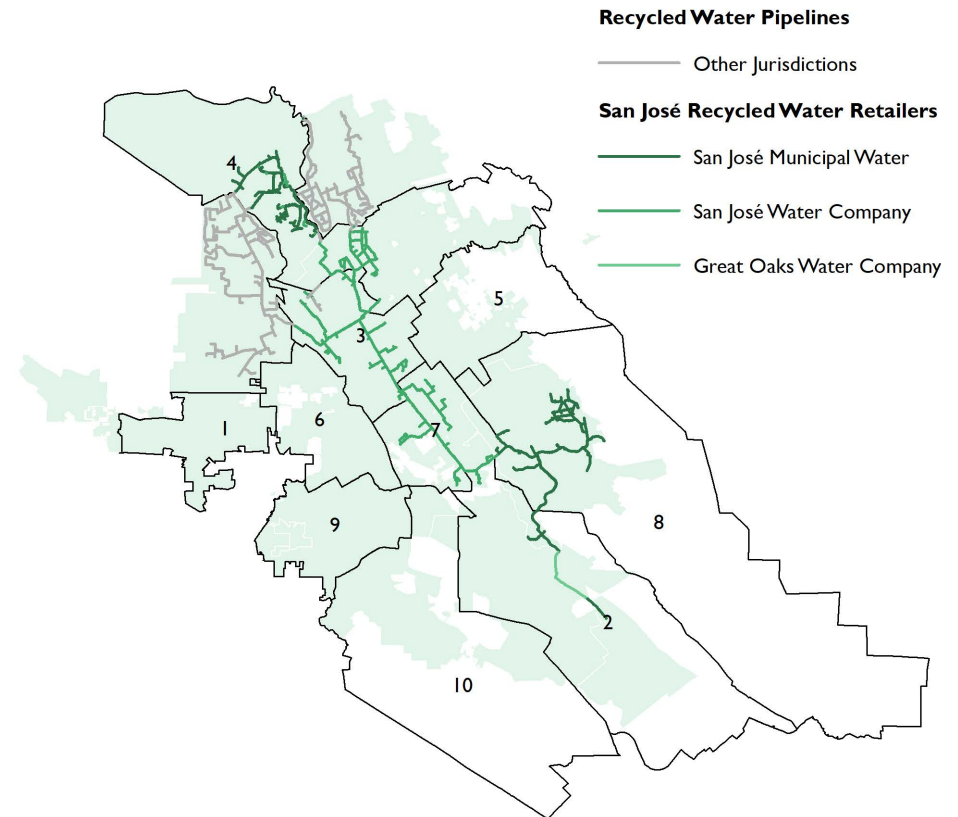 Recycled Water Pipelines
Other Jurisdictions
San José Recycled Water Retailers
San José Municipal Water
San José Water Company
Great Oaks Water Company
4
5
3
6
1
7
9
8
2
10